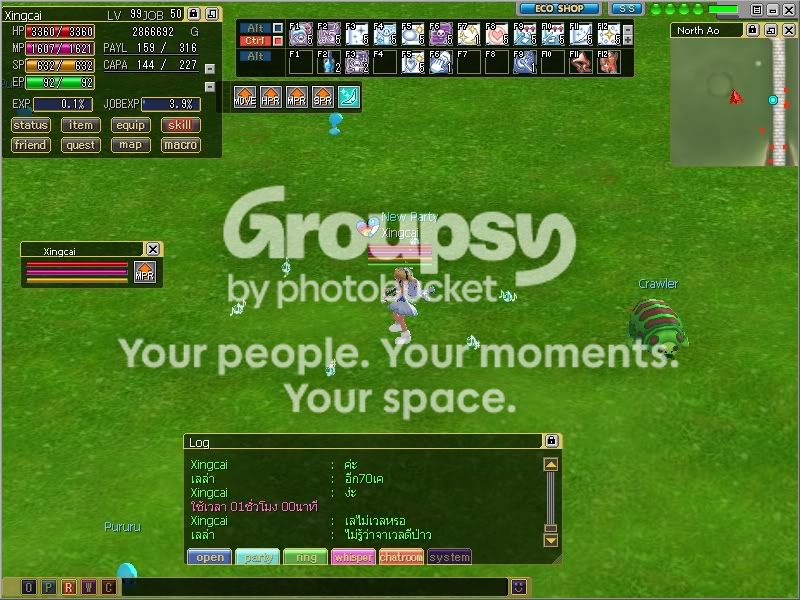 Xingcai LV 99 JOB 50
ECO SHOP
HP 3360/ 3360 2866692 G
MP 1607/ 1621 PAYL 159 / 316
SP 632/ 632 CAPA 144 / 227
EP 92/ 92
EXP 0.1% JOBEXP 3.9%
status item equip skill
friend quest map macro
Alt
Ctrl
Alt
MOVE HPR MPR SPR
North Ao
New Party
Xingcai
Xingcai
MPR
Crawler
Groupsy
by photobucket
Your people. Your moments.
Your space.
Log
Xingcai : ค่ะ
เลล่า : อีก70เค
Xingcai : ง่ะ
ใช้เวลา 01ชั่วโมง 00นาที
Xingcai : เลไม่เวลหรอ
เลล่า : ไม่รู้ว่าจาเวลดีป่าว
open party ring whisper chatroom system
Pururu
O P R W C